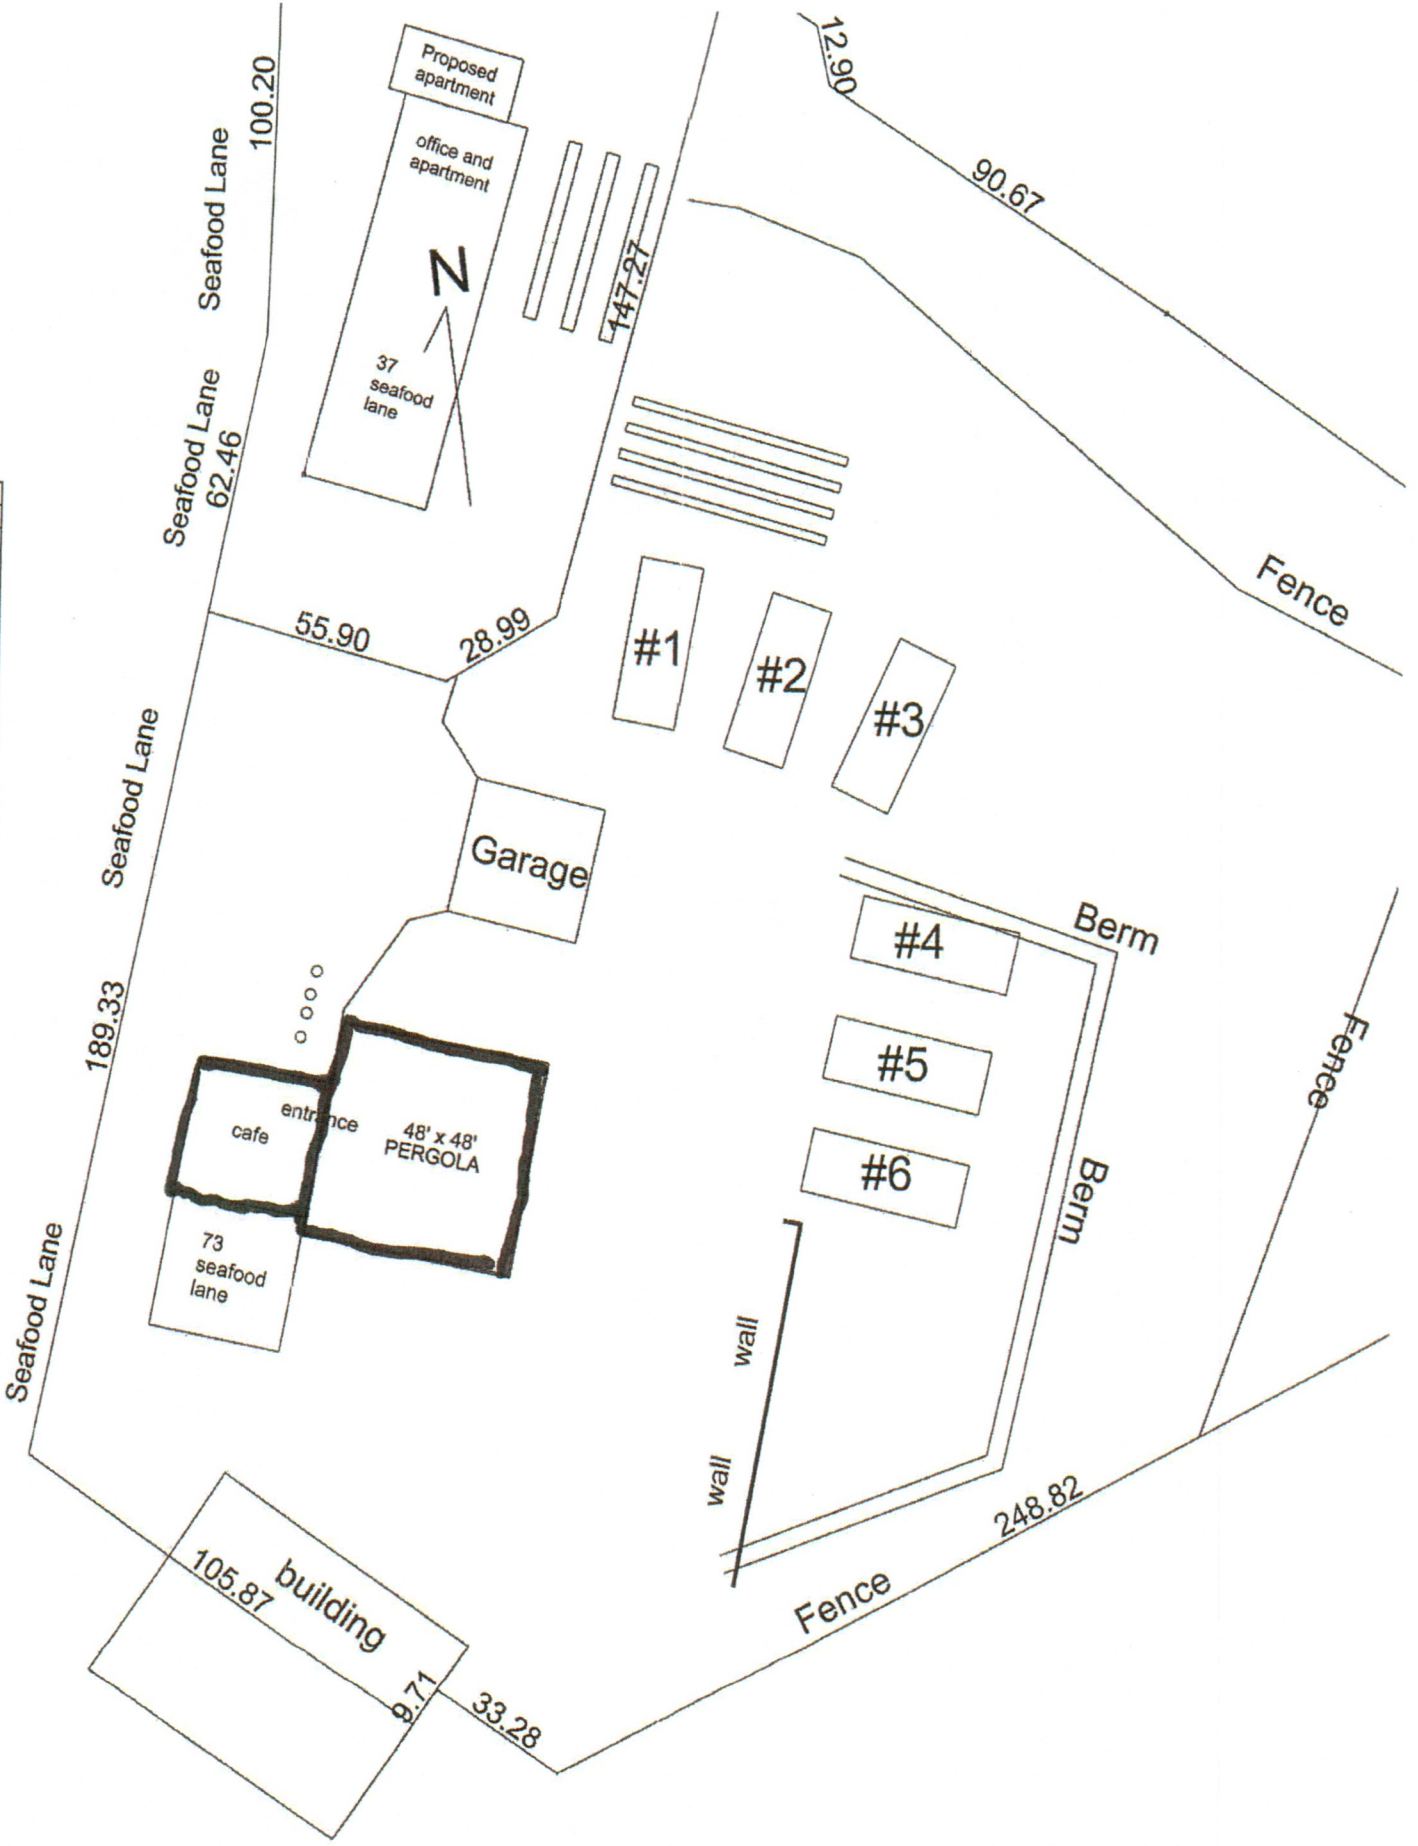 12.90
100.20
Proposed
apartment
office and
apartment
Seafood Lane
90.67
N
147.27
37
seafood
lane
Seafood Lane
62.46
Fence
55.90
28.99
#1
#2
#3
Seafood Lane
Garage
Berm
#4
189.33
Fence
#5
entrance
cafe
48' x 48'
PERGOLA
#6
Berm
73
seafood
lane
Seafood Lane
wall
wall
248.82
105.87
building
Fence
9.71
33.28